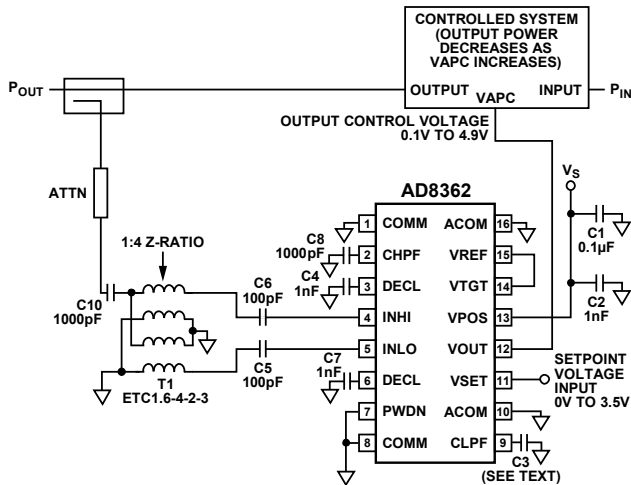 CONTROLLED SYSTEM
(OUTPUT POWER
DECREASES AS
VAPC INCREASES)
OUTPUT
VAPC
INPUT
POUT
PIN
OUTPUT CONTROL VOLTAGE
0.1V TO 4.9V
VS
ATTN
AD8362
1 COMM
ACOM 16
C1
0.1µF
1:4 Z-RATIO
C8
1000pF
2 CHPF
VREF 15
C4
1nF
3 DECL
VTGT 14
C10
1000pF
C6
100pF
4 INHI
VPOS 13
C2
1nF
5 INLO
VOUT 12
C5
100pF
T1
ETC1.6-4-2-3
C7
1nF
6 DECL
VSET 11
SETPOINT
VOLTAGE
INPUT
0V TO 3.5V
7 PWDN
ACOM 10
8 COMM
CLPF 9
C3
(SEE TEXT)